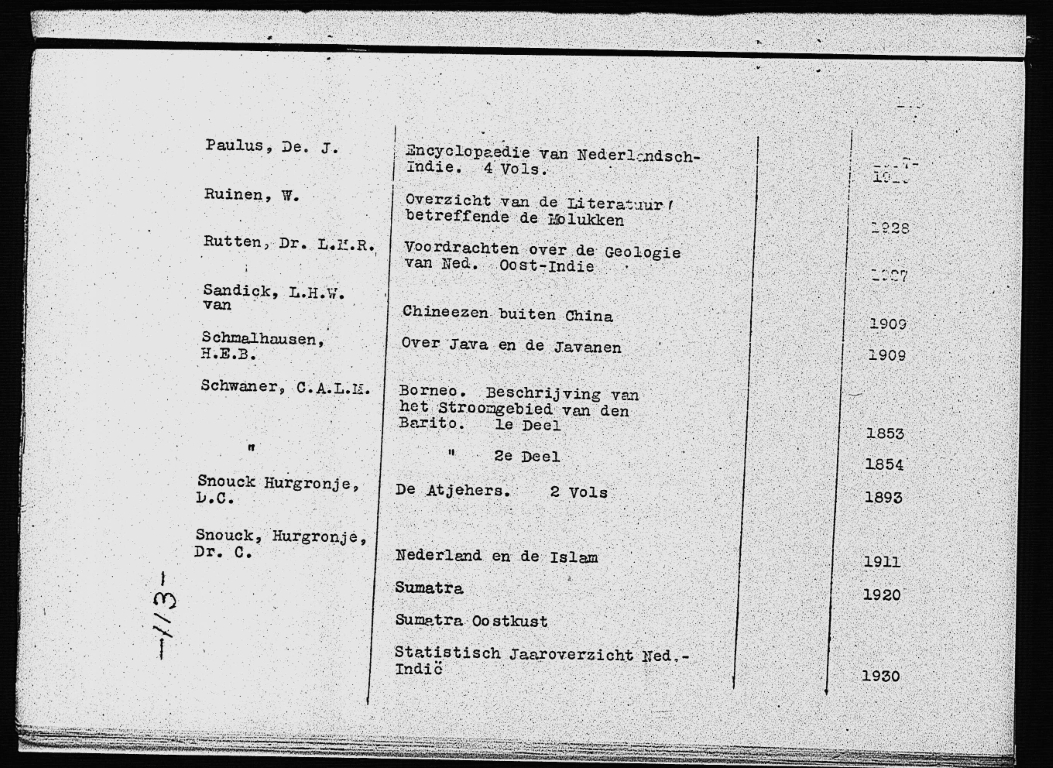 Paulus, De. J.
Encyclopaedie van Nederlandsch-
Indie. 4 Vols.
Ruinen, W.
Overzicht van de Literatuur
betreffende de Molukken
1928
Rutten, Dr. L.M.R.
Voordrachten over de Geologie
van Ned. Oost-Indie
Sandick, L.H.W.
van
Chineezen buiten China
1909
Schmalhausen,
H.E.B.
Over Java en de Javanen
1909
Schwaner, C.A.L.M.
Borneo. Beschrijving van
het Stroomgebied van den
Barito. 1e Deel
1853
" " 2e Deel
1854
Snouck Hurgronje,
D.C.
De Atjehers. 2 Vols
1893
Snouck, Hurgronje,
Dr. C.
Nederland en de Islam
1911
Sumatra
1920
Sumatra Oostkust
Statistisch Jaaroverzicht Ned.-
Indië
1930
-113-